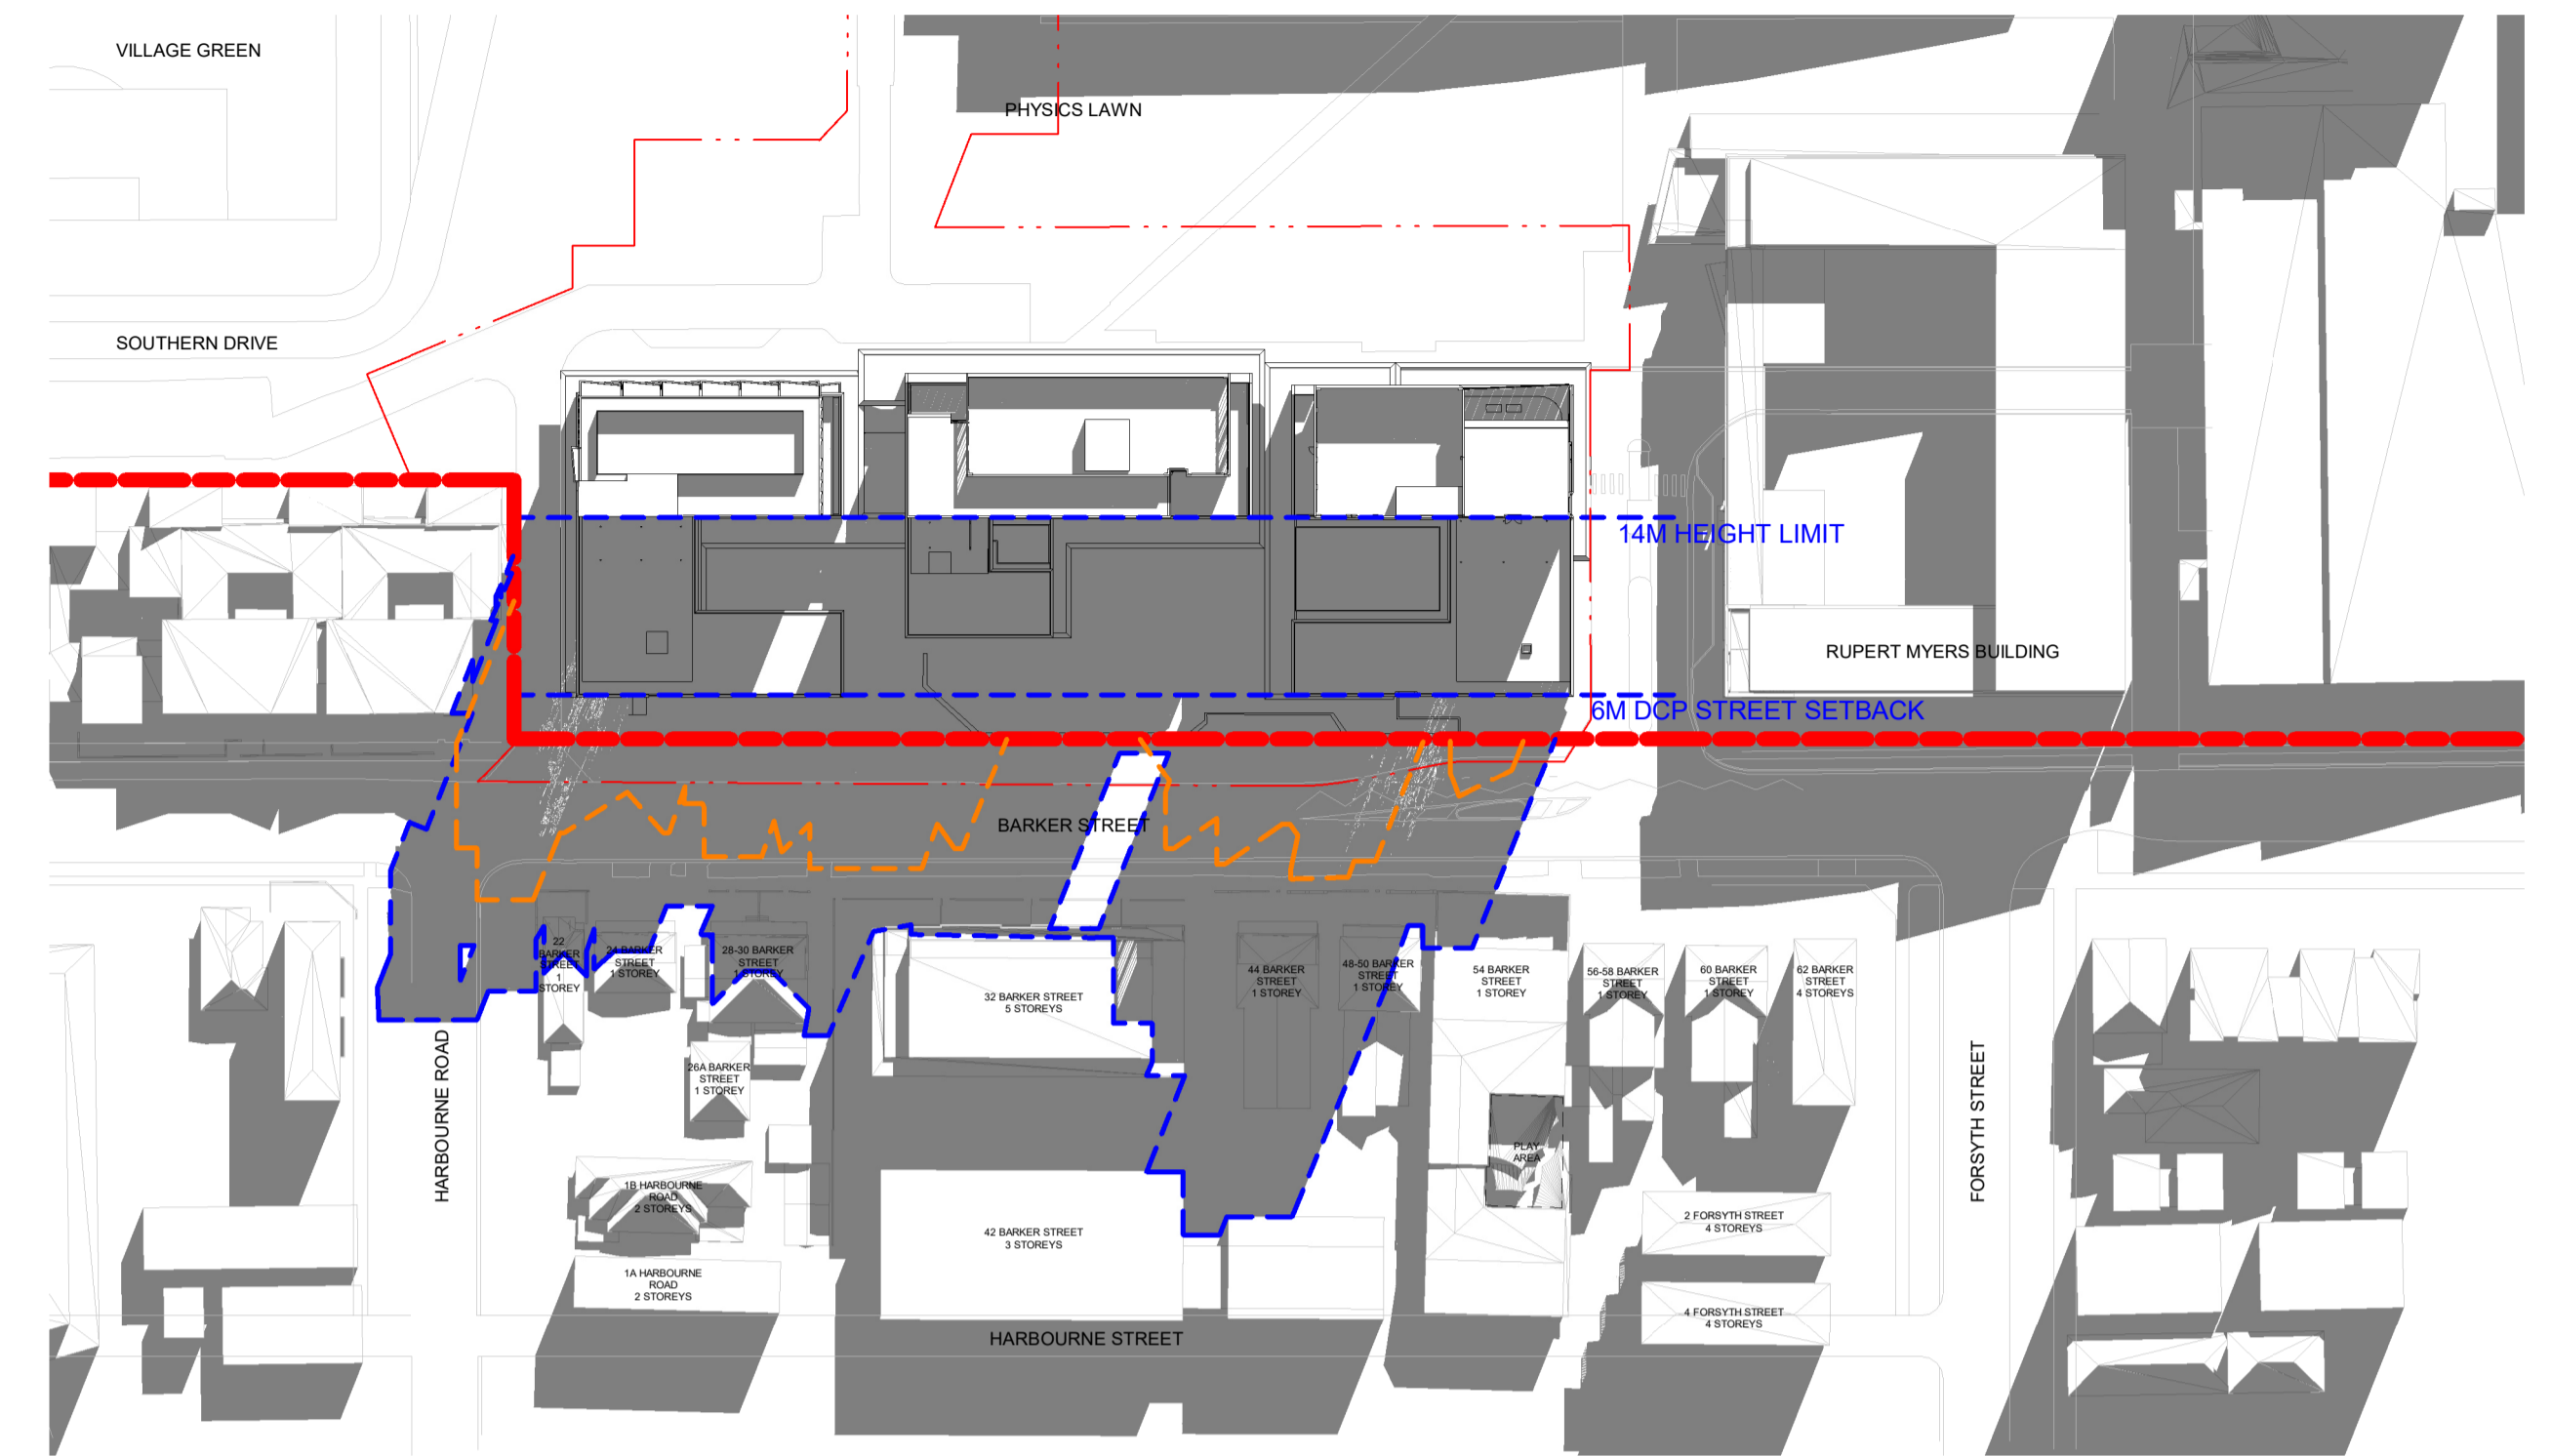 VILLAGE GREEN
PHYSICS LAWN
SOUTHERN DRIVE
14M HEIGHT LIMIT
RUPERT MYERS BUILDING
6M DCP STREET SETBACK
BARKER STREET
22
BARKER
STREET
1
STOREY
24 BARKER
STREET
1 STOREY
28-30 BARKER
STREET
1 STOREY
32 BARKER STREET
5 STOREYS
44 BARKER
STREET
1 STOREY
48-50 BARKER
STREET
1 STOREY
54 BARKER
STREET
1 STOREY
56-58 BARKER
STREET
1 STOREY
60 BARKER
STREET
1 STOREY
62 BARKER
STREET
4 STOREYS
26A BARKER
STREET
1 STOREY
HARBOURNE ROAD
FORSYTH STREET
PLAY
AREA
1B HARBOURNE
ROAD
2 STOREYS
2 FORSYTH STREET
4 STOREYS
42 BARKER STREET
3 STOREYS
1A HARBOURNE
ROAD
2 STOREYS
4 FORSYTH STREET
4 STOREYS
HARBOURNE STREET